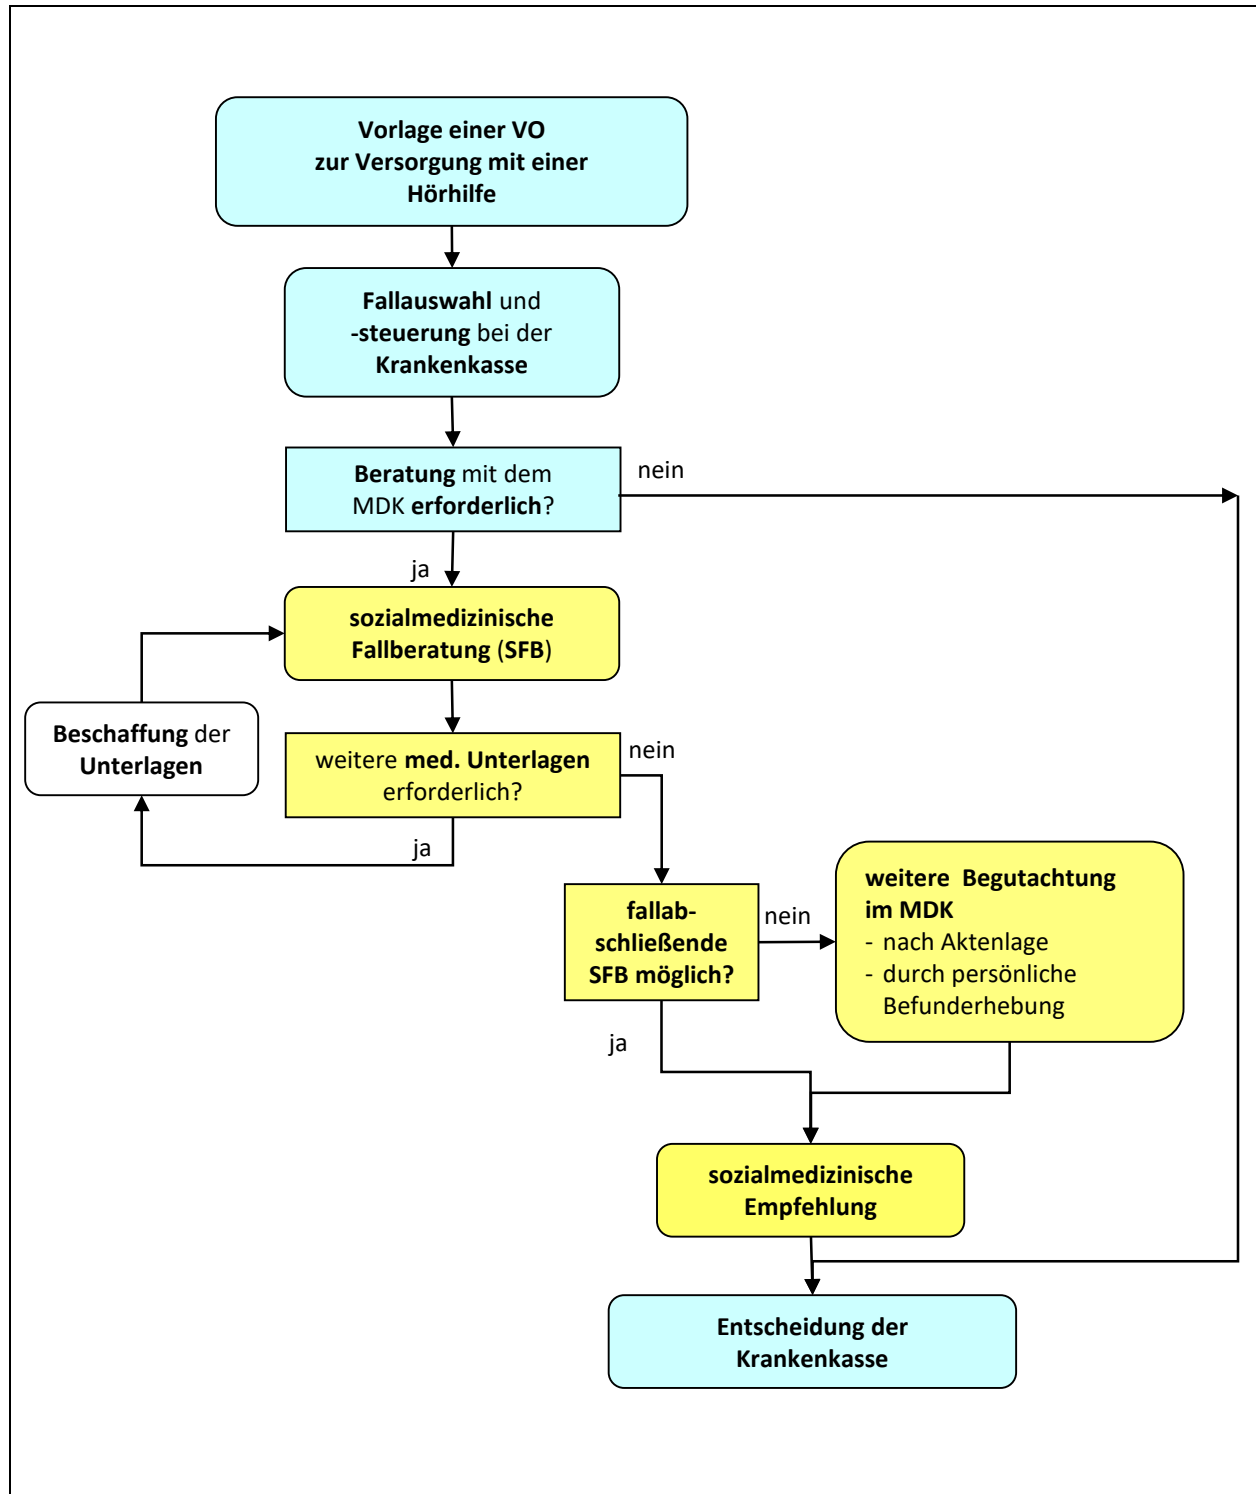 Vorlage einer VO
zur Versorgung mit einer
Hörhilfe
Fallauswahl und
-steuerung bei der
Krankenkasse
Beratung mit dem
MDK erforderlich?
nein
ja
sozialmedizinische
Fallberatung (SFB)
Beschaffung der
Unterlagen
weitere med. Unterlagen
erforderlich?
nein
ja
fallab-
schließende
SFB möglich?
nein
ja
weitere Begutachtung
im MDK
- nach Aktenlage
- durch persönliche
Befunderhebung
sozialmedizinische
Empfehlung
Entscheidung der
Krankenkasse